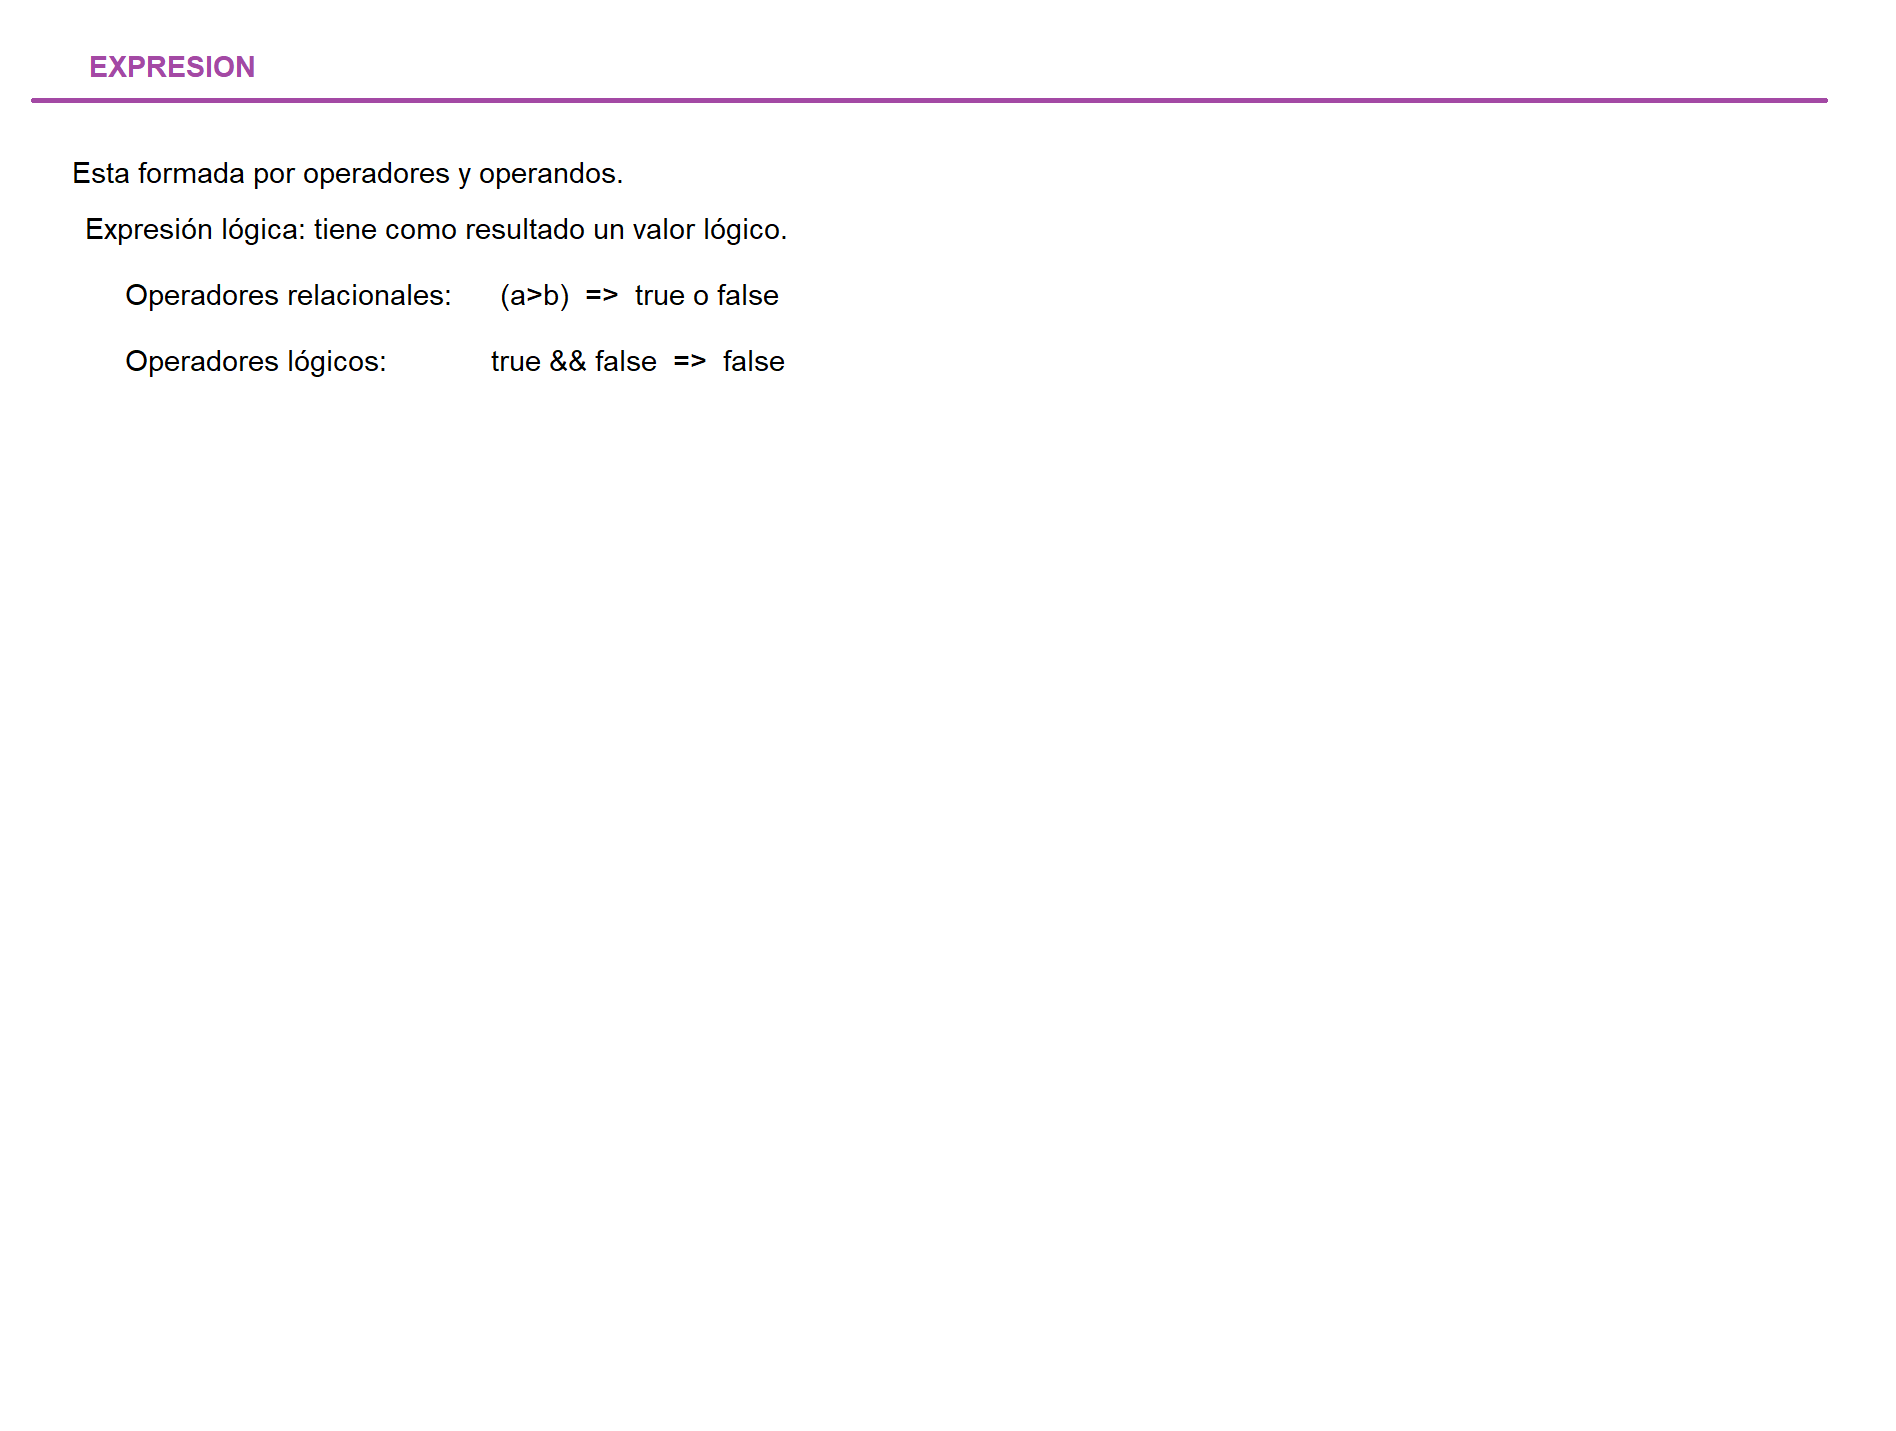 EXPRESION
Esta formada por operadores y operandos.
Expresión lógica: tiene como resultado un valor lógico.
Operadores relacionales: (a>b) => true o false
Operadores lógicos: true && false => false